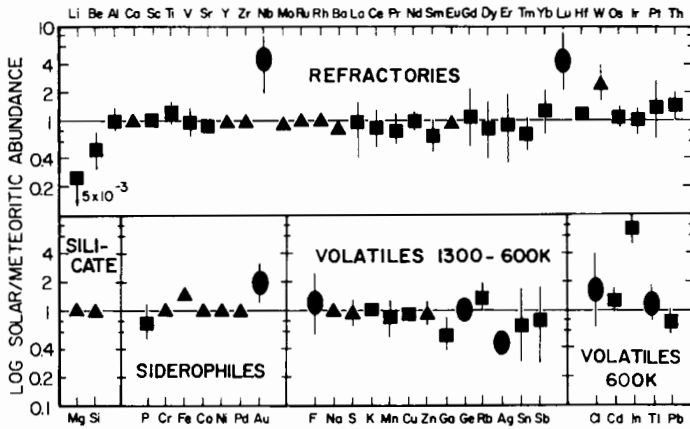 Li Be Al Ca Sc Ti V Sr Y Zr Nb Mo Ru Rh Ba La Ce Pr Nd Sm Eu Gd Dy Er Tm Yb Lu Hf W Os Ir Pt Th
LOG SOLAR/METEORITIC ABUNDANCE
10
4
2
1
0.4
0.2
REFRACTORIES
5x10⁻³
4
2
1
0.4
0.2
0.1
SILI-
CATE
SIDEROPHILES
VOLATILES 1300-600K
VOLATILES
600K
Mg Si P Cr Fe Co Ni Pd Au F Na S K Mn Cu Zn Ga Ge Rb Ag Sn Sb Cl Cd In Tl Pb